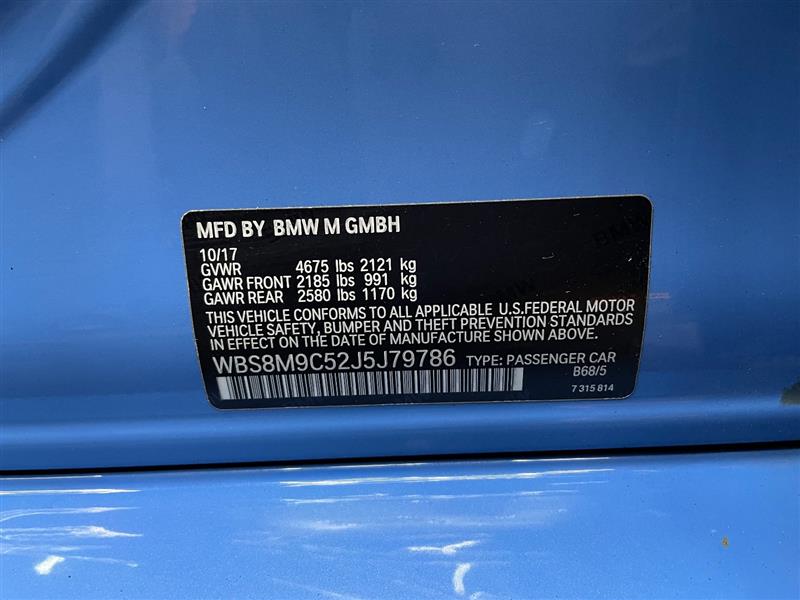 MFD BY BMW M GMBH
10/17
GVWR 4675 lbs 2121 kg
GAWR FRONT 2185 lbs 991 kg
GAWR REAR 2580 lbs 1170 kg
THIS VEHICLE CONFORMS TO ALL APPLICABLE U.S.FEDERAL MOTOR
VEHICLE SAFETY, BUMPER AND THEFT PREVENTION STANDARDS
IN EFFECT ON THE DATE OF MANUFACTURE SHOWN ABOVE.
WBS8M9C52J5J79786 TYPE: PASSENGER CAR
B68/5
7 315 814